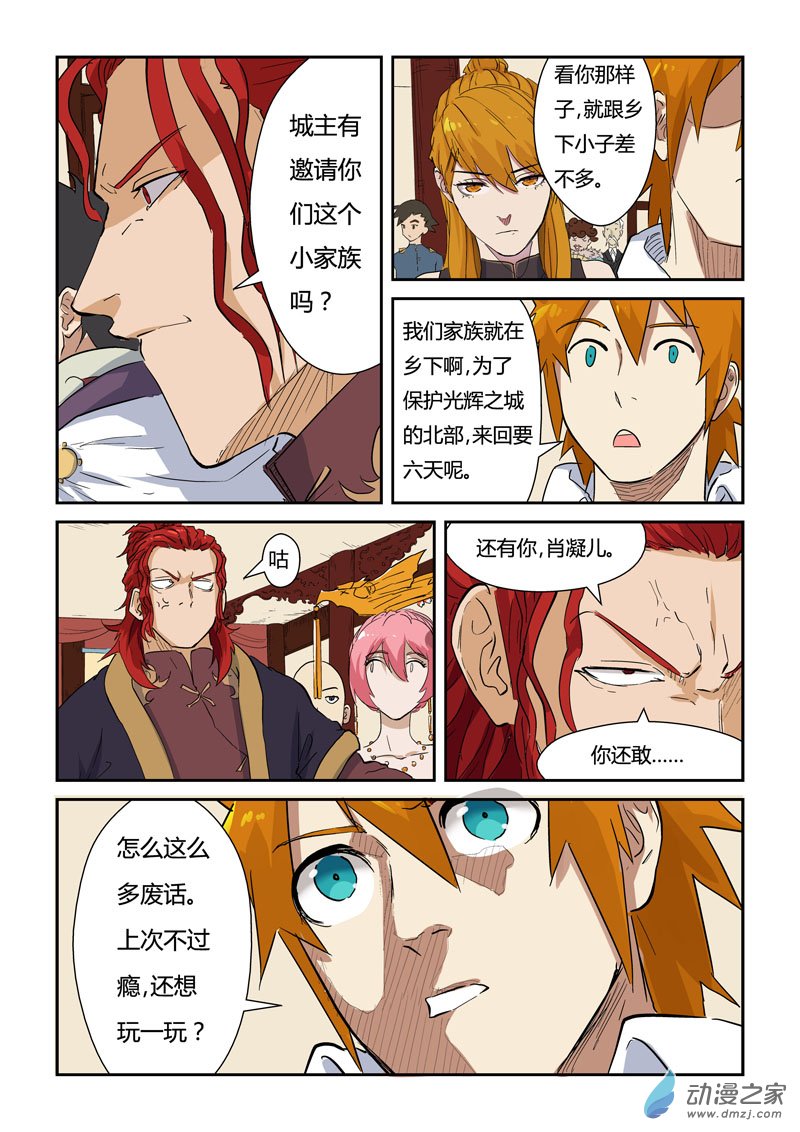 城主有
邀请你
们这个
小家族
吗？
看你那样
子，就跟乡
下小子差
不多。
我们家族就在
乡下啊，为了
保护光辉之城
的北部，来回要
六天呢。
咕
还有你，肖凝儿。
你还敢……
怎么这么
多废话。
上次不过
瘾，还想
玩一玩？
动漫之家
www.dmzj.com